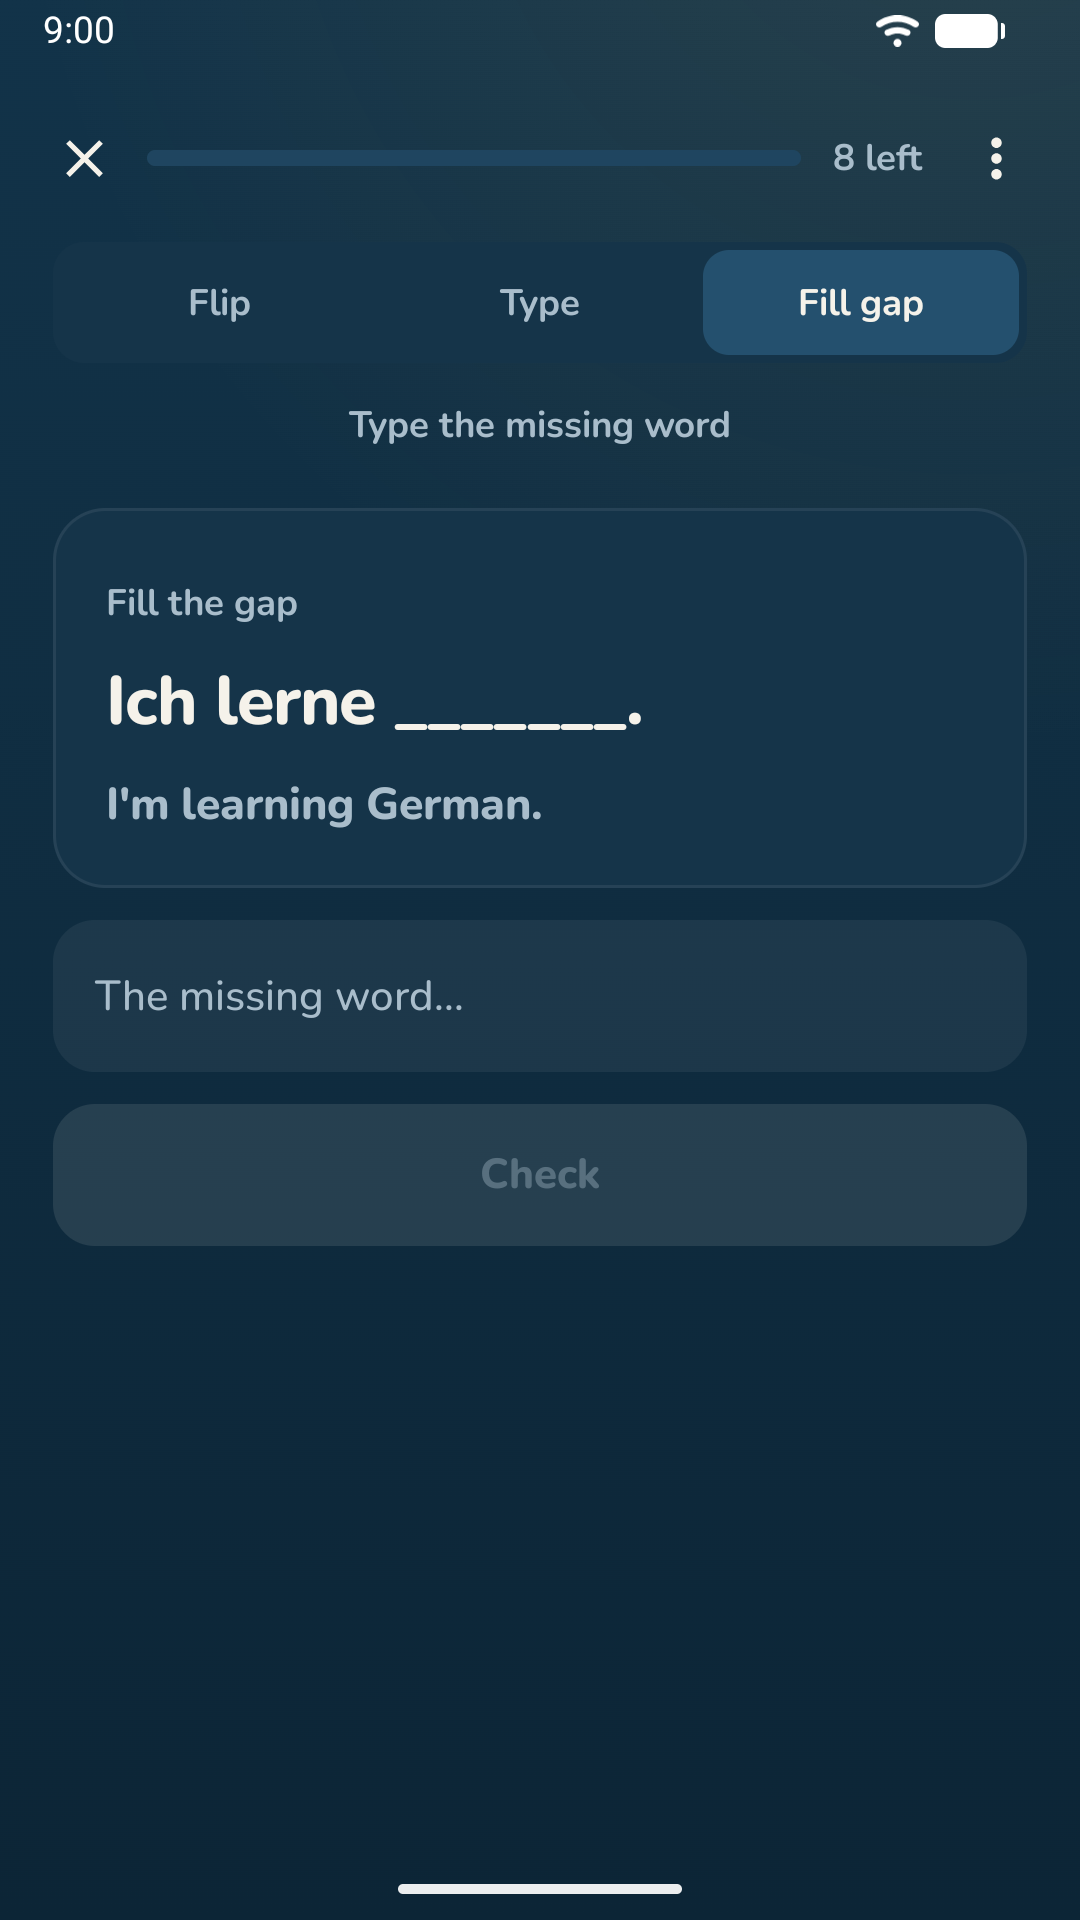 9:00
8 left
Flip Type Fill gap
Type the missing word
Fill the gap
Ich lerne _______.
I'm learning German.
The missing word...
Check